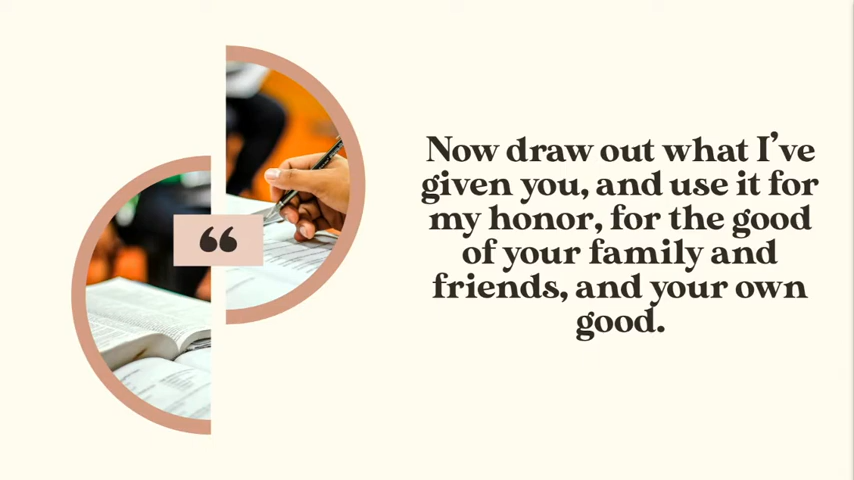 Now draw out what I’ve
given you, and use it for
my honor, for the good
of your family and
friends, and your own
good.